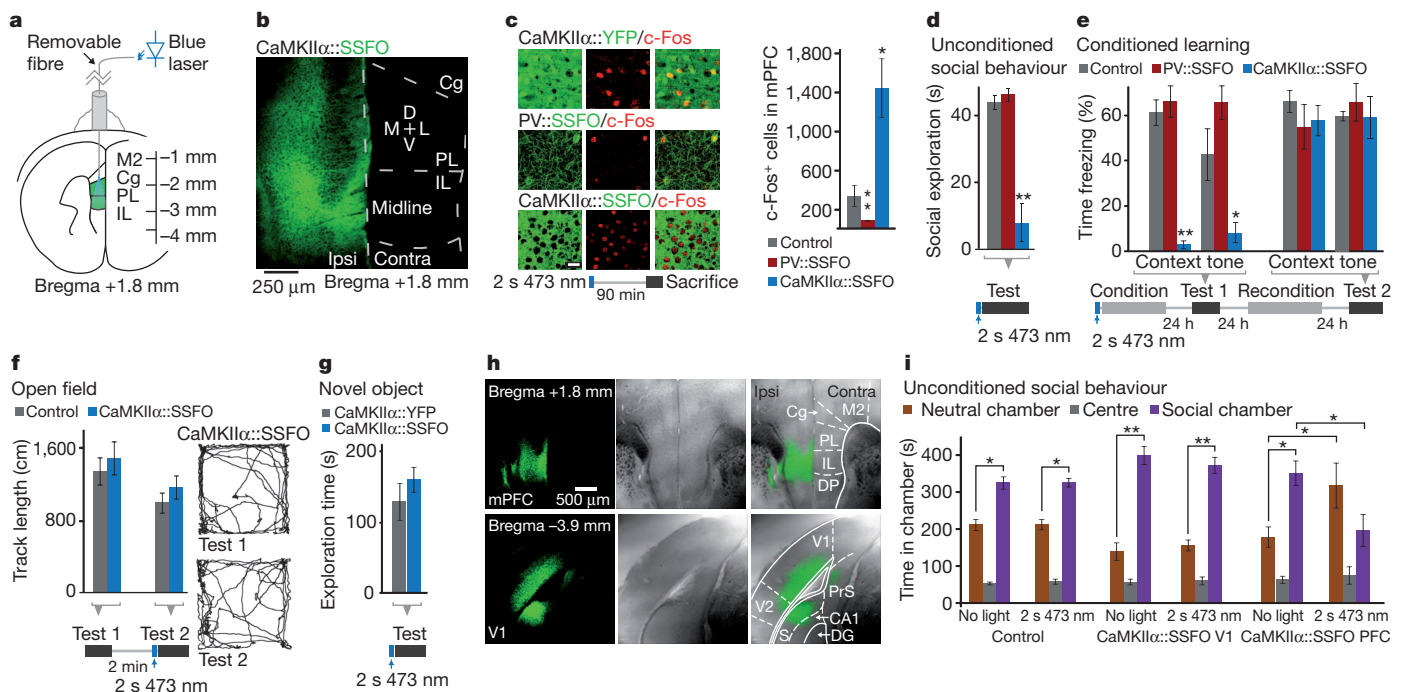 a
Removable fibre
Blue laser
M2
Cg
PL
IL
–1 mm
–2 mm
–3 mm
–4 mm
Bregma +1.8 mm
b
CaMKIIα::SSFO
Cg
D
M + L
V
PL
IL
Midline
Ipsi
Contra
250 μm
Bregma +1.8 mm
c
CaMKIIα::YFP/c-Fos
PV::SSFO/c-Fos
CaMKIIα::SSFO/c-Fos
2 s 473 nm
90 min
Sacrifice
c-Fos+ cells in mPFC
1,800
1,400
1,000
600
200
*
*
*
Control
PV::SSFO
CaMKIIα::SSFO
d
Unconditioned
social behaviour
Social exploration (s)
80
40
0
**
Test
2 s 473 nm
e
Conditioned learning
Control
PV::SSFO
CaMKIIα::SSFO
Time freezing (%)
80
60
40
20
0
**
*
Context tone
Context tone
Condition
Test 1
Recondition
Test 2
24 h
24 h
24 h
2 s 473 nm
f
Open field
Control
CaMKIIα::SSFO
Track length (cm)
1,600
800
0
Test 1
Test 2
2 min
2 s 473 nm
CaMKIIα::SSFO
Test 1
Test 2
g
Novel object
CaMKIIα::YFP
CaMKIIα::SSFO
Exploration time (s)
200
100
0
Test
2 s 473 nm
h
Bregma +1.8 mm
mPFC
500 μm
Ipsi
Contra
Cg
M2
PL
IL
DP
Bregma –3.9 mm
V1
V1
V2
PrS
S
CA1
DG
i
Unconditioned social behaviour
Neutral chamber
Centre
Social chamber
Time in chamber (s)
400
300
200
100
0
*
*
**
**
*
*
*
No light
2 s 473 nm
No light
2 s 473 nm
No light
2 s 473 nm
Control
CaMKIIα::SSFO V1
CaMKIIα::SSFO PFC